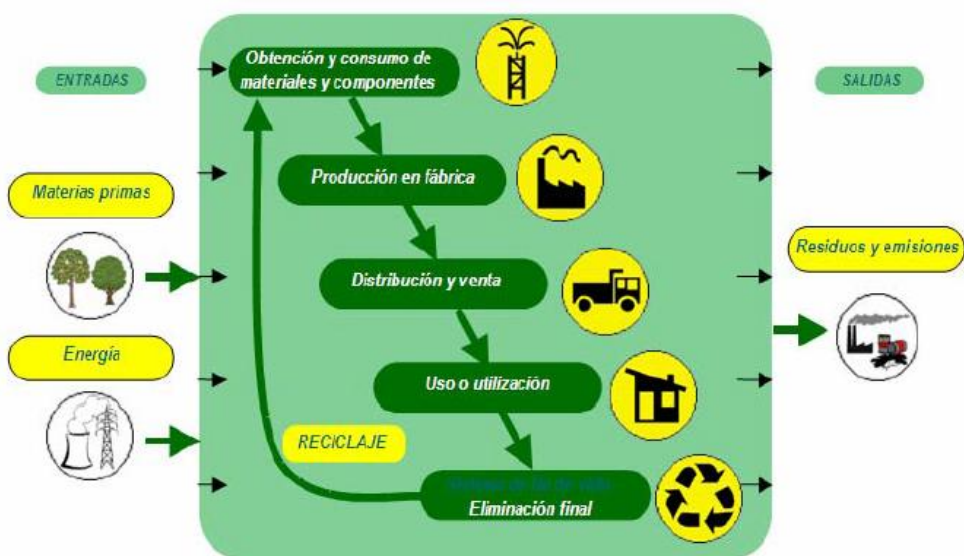 ENTRADAS
Obtención y consumo de
materiales y componentes
SALIDAS
Materias primas
Producción en fábrica
Distribución y venta
Residuos y emisiones
Energía
Uso o utilización
RECICLAJE
Eliminación final